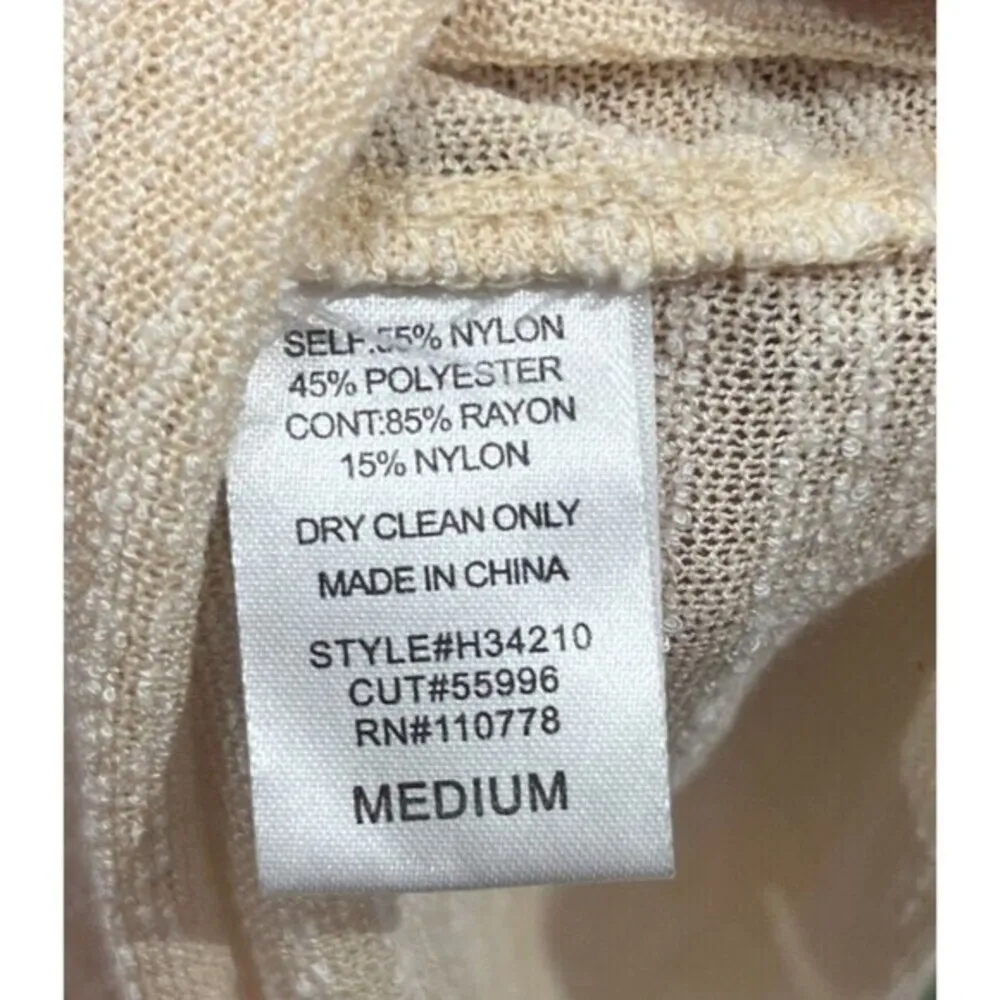 SELF:55% NYLON
45% POLYESTER
CONT:85% RAYON
15% NYLON
DRY CLEAN ONLY
MADE IN CHINA
STYLE#H34210
CUT#55996
RN#110778
MEDIUM